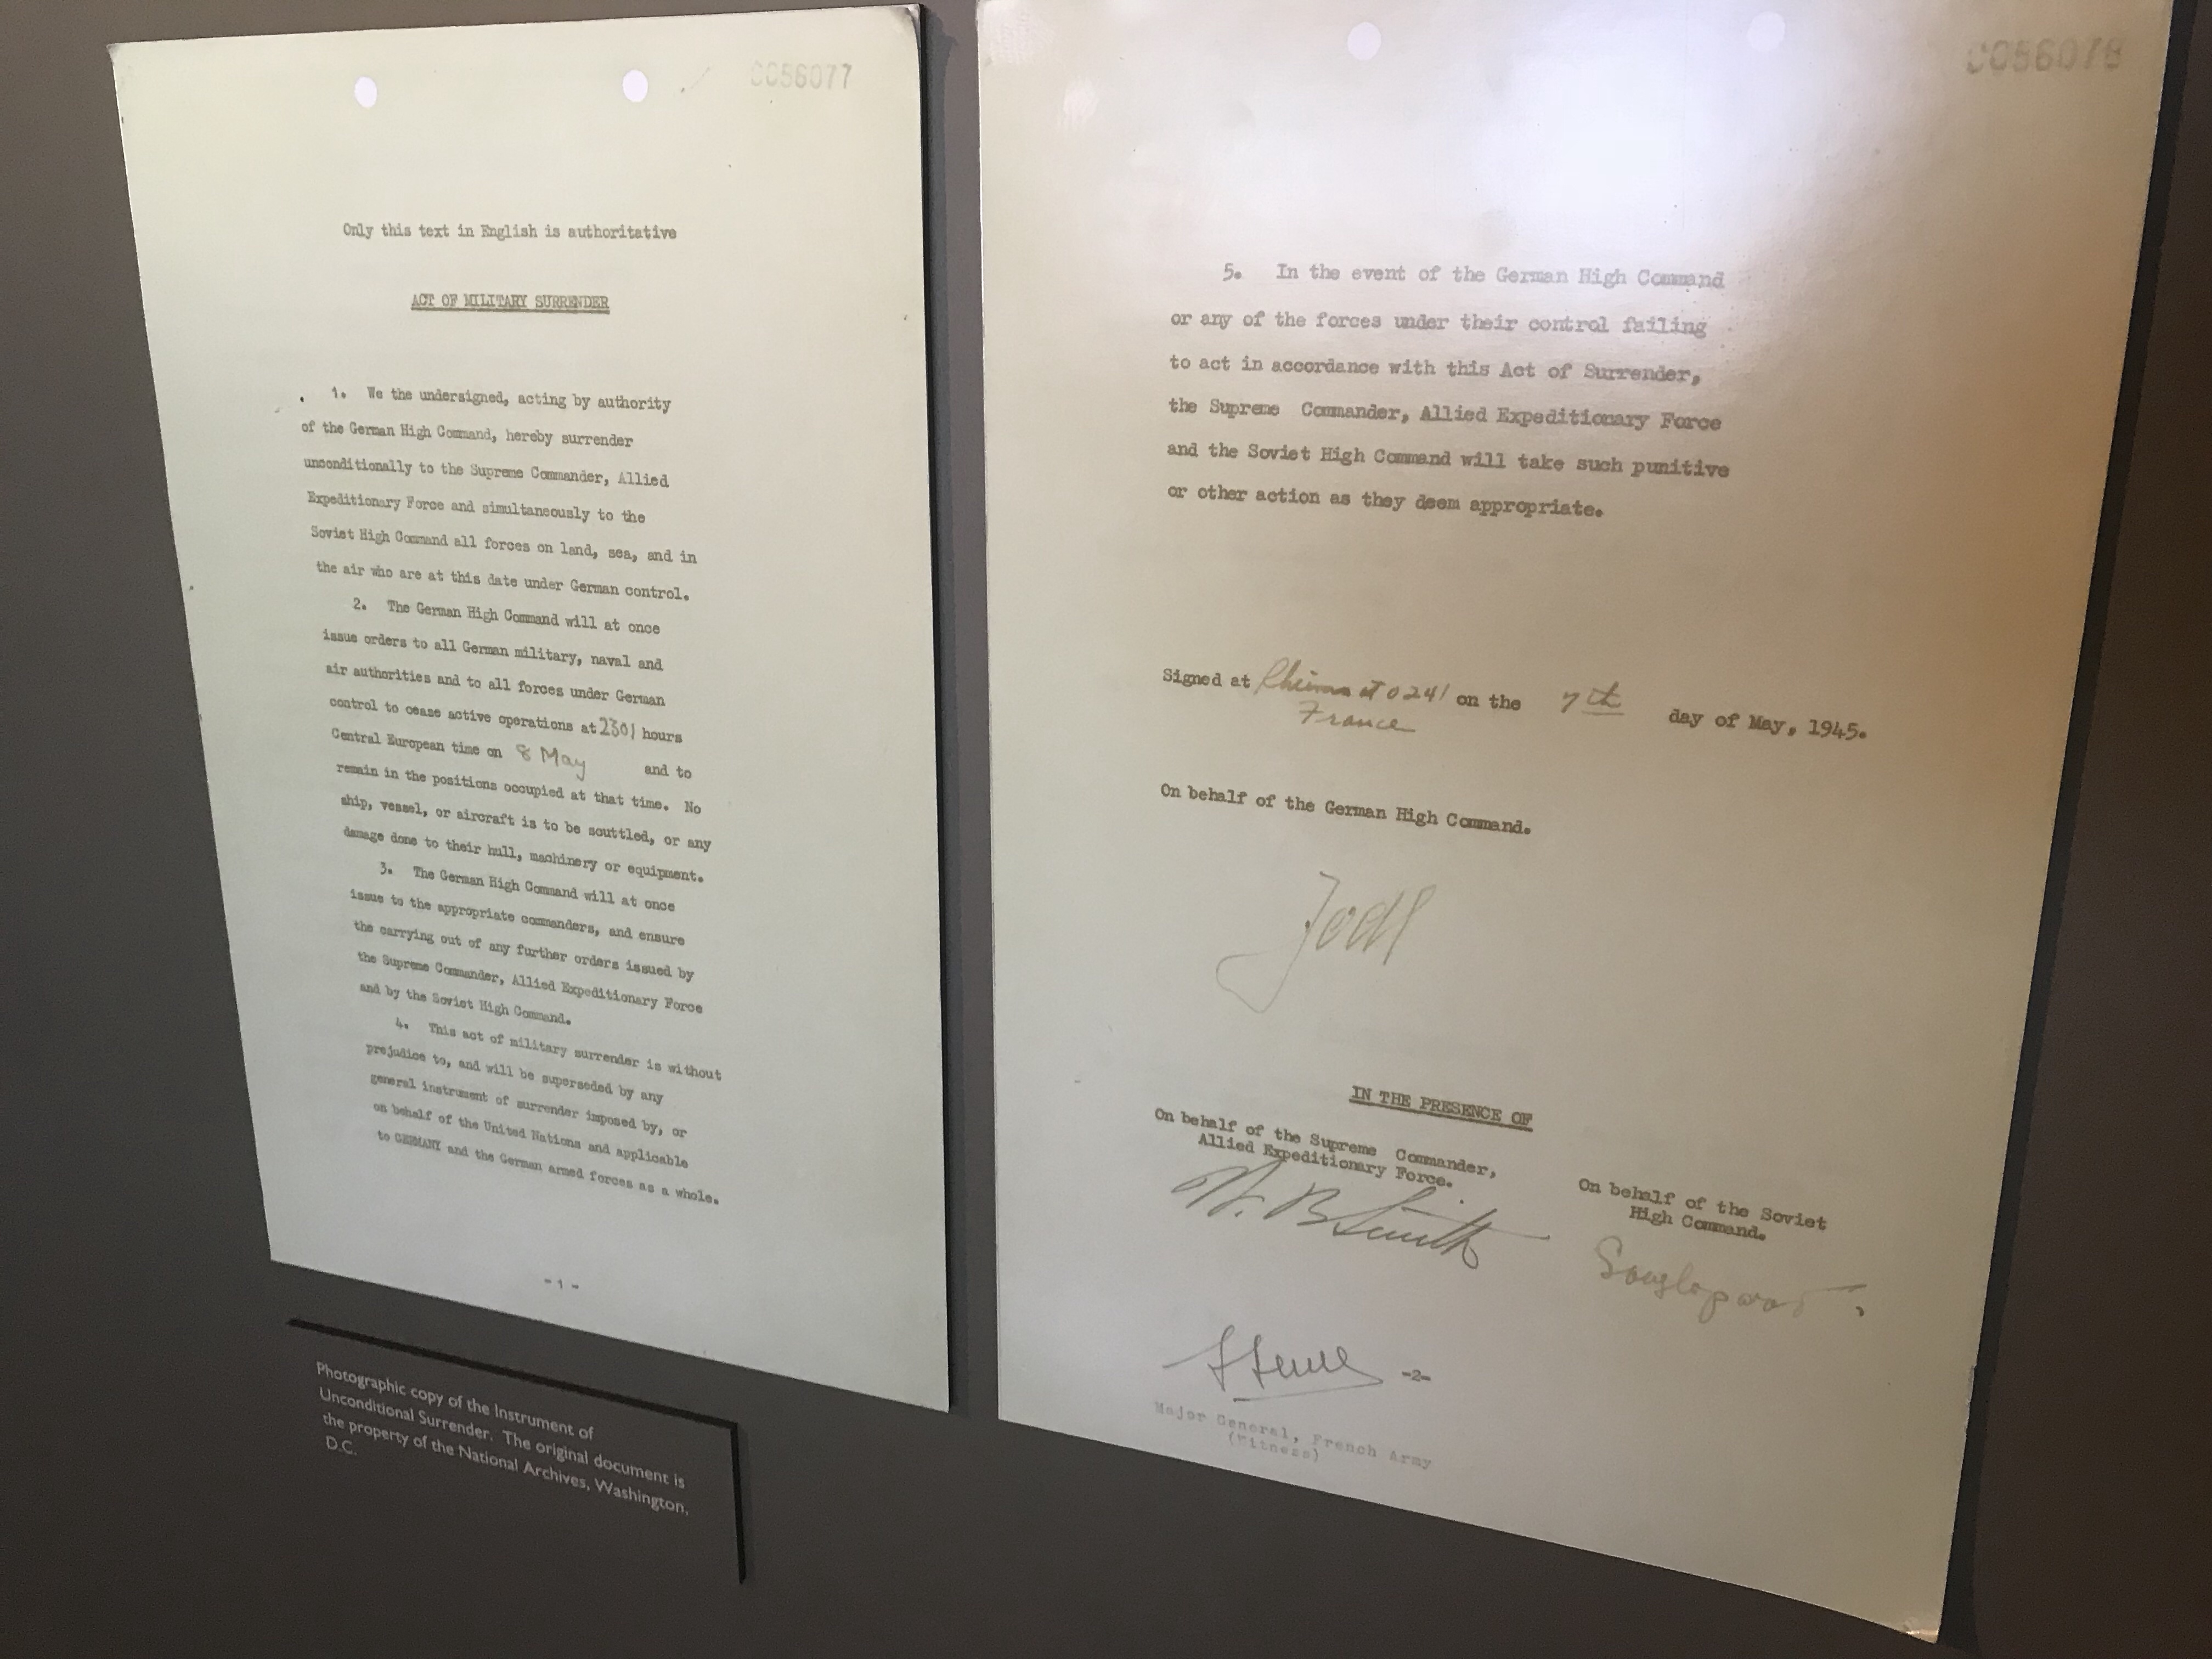 0056077
Only this text in English is authoritative
ACT OF MILITARY SURRENDER
1. We the undersigned, acting by authority
of the German High Command, hereby surrender
unconditionally to the Supreme Commander, Allied
Expeditionary Force and simultaneously to the
Soviet High Command all forces on land, sea, and in
the air who are at this date under German control.
2. The German High Command will at once
issue orders to all German military, naval and
air authorities and to all forces under German
control to cease active operations at 2301 hours
Central European time on 8 May and to
remain in the positions occupied at that time. No
ship, vessel, or aircraft is to be scuttled, or any
damage done to their hull, machinery or equipment.
3. The German High Command will at once
issue to the appropriate commanders, and ensure
the carrying out of any further orders issued by
the Supreme Commander, Allied Expeditionary Force
and by the Soviet High Command.
4. This act of military surrender is without
prejudice to, and will be superseded by any
general instrument of surrender imposed by, or
on behalf of the United Nations and applicable
to GERMANY and the German armed forces as a whole.
-1-
Photographic copy of the Instrument of
Unconditional Surrender. The original document is
the property of the National Archives, Washington,
D.C.
0056078
5. In the event of the German High Command
or any of the forces under their control failing
to act in accordance with this Act of Surrender,
the Supreme Commander, Allied Expeditionary Force
and the Soviet High Command will take such punitive
or other action as they deem appropriate.
Signed at Rheims at 0241 on the 7th day of May, 1945.
France
On behalf of the German High Command.
Jodl
IN THE PRESENCE OF
On behalf of the Supreme Commander,
Allied Expeditionary Force.
W. B. Smith
On behalf of the Soviet
High Command.
-2-
Major General, French Army
(Witness)